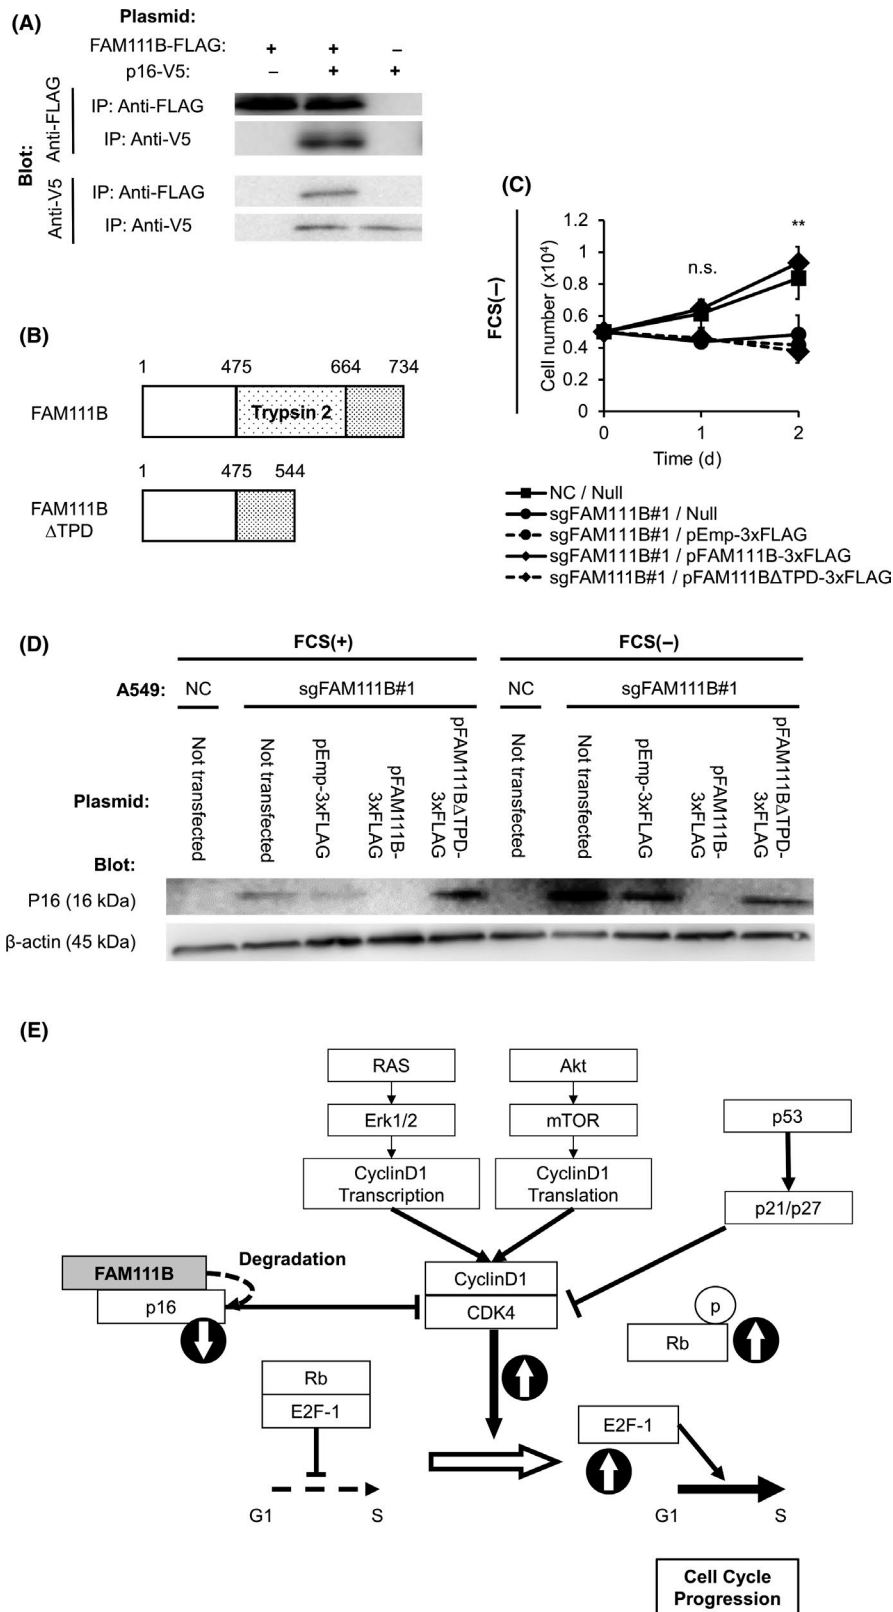 (A)
Plasmid:
FAM111B-FLAG: + + –
p16-V5: – + +
Blot:
Anti-FLAG
IP: Anti-FLAG
IP: Anti-V5
Anti-V5
IP: Anti-FLAG
IP: Anti-V5
(B)
1 475 664 734
FAM111B
Trypsin 2
1 475 544
FAM111B
ΔTPD
(C)
FCS(–)
Cell number (x10⁴)
1.2
1
0.8
0.6
0.4
0.2
0
n.s.
**
0 1 2
Time (d)
NC / Null
sgFAM111B#1 / Null
sgFAM111B#1 / pEmp-3xFLAG
sgFAM111B#1 / pFAM111B-3xFLAG
sgFAM111B#1 / pFAM111BΔTPD-3xFLAG
(D)
FCS(+) FCS(–)
A549: NC sgFAM111B#1 NC sgFAM111B#1
Plasmid:
Not transfected
Not transfected
pEmp-3xFLAG
pFAM111B-
3xFLAG
pFAM111BΔTPD-
3xFLAG
Not transfected
Not transfected
pEmp-3xFLAG
pFAM111B-
3xFLAG
pFAM111BΔTPD-
3xFLAG
Blot:
P16 (16 kDa)
β-actin (45 kDa)
(E)
RAS
Akt
Erk1/2
mTOR
p53
CyclinD1
Transcription
CyclinD1
Translation
p21/p27
FAM111B
Degradation
p16
CyclinD1
CDK4
p
Rb
Rb
E2F-1
E2F-1
G1 S
G1 S
Cell Cycle
Progression